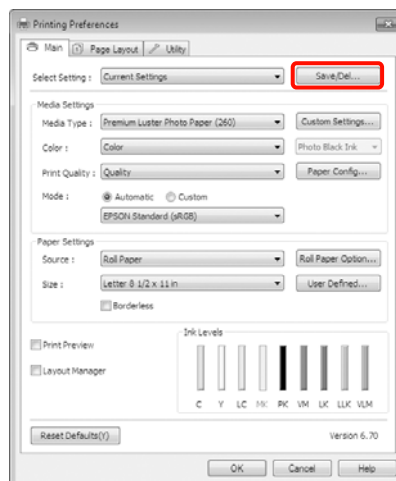 Printing Preferences
Main Page Layout Utility
Select Setting : Current Settings Save/Del...
Media Settings
Media Type : Premium Luster Photo Paper (260) Custom Settings...
Color : Color Photo Black Ink
Print Quality : Quality Paper Config...
Mode : Automatic Custom
EPSON Standard (sRGB)
Paper Settings
Source : Roll Paper Roll Paper Option...
Size : Letter 8 1/2 x 11 in User Defined...
Borderless
Ink Levels
Print Preview
Layout Manager
C Y LC MK PK VM LK LLK VLM
Reset Defaults(Y) Version 6.70
OK Cancel Help